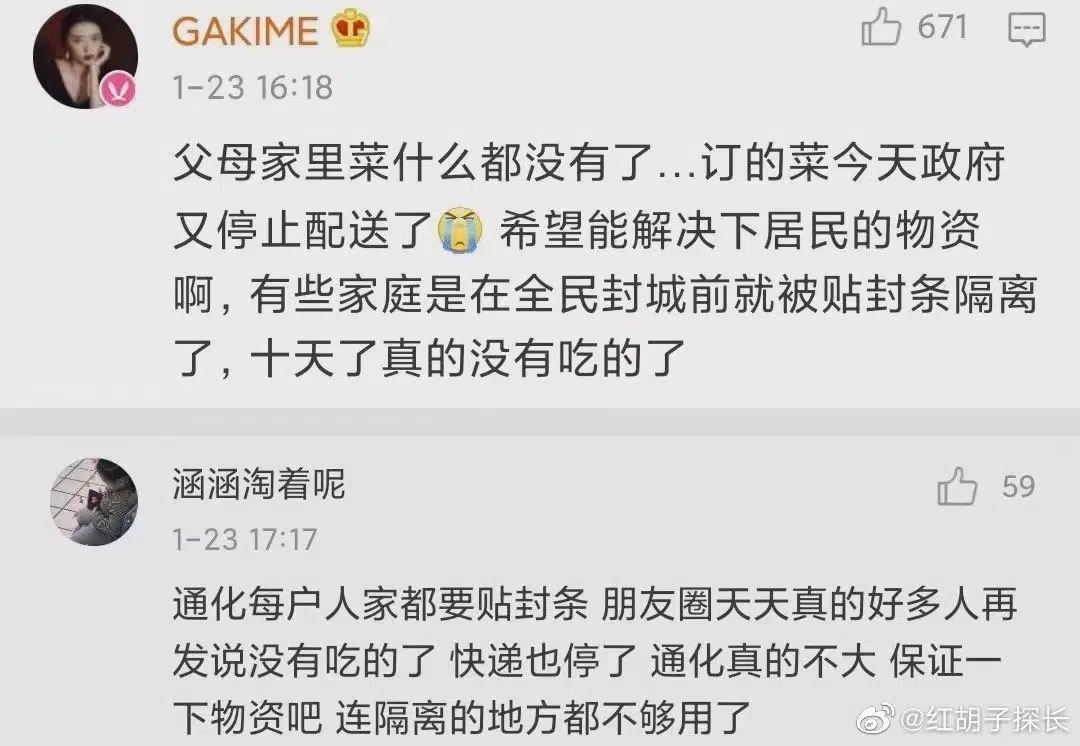 GAKIME
671
1-23 16:18
父母家里菜什么都没有了...订的菜今天政府
又停止配送了😭 希望能解决下居民的物资
啊，有些家庭是在全民封城前就被贴封条隔离
了，十天了真的没有吃的了
涵涵淘着呢
59
1-23 17:17
通化每户人家都要贴封条 朋友圈天天真的好多人再
发说没有吃的了 快递也停了 通化真的不大 保证一
下物资吧 连隔离的地方都不够用了
@红胡子探长